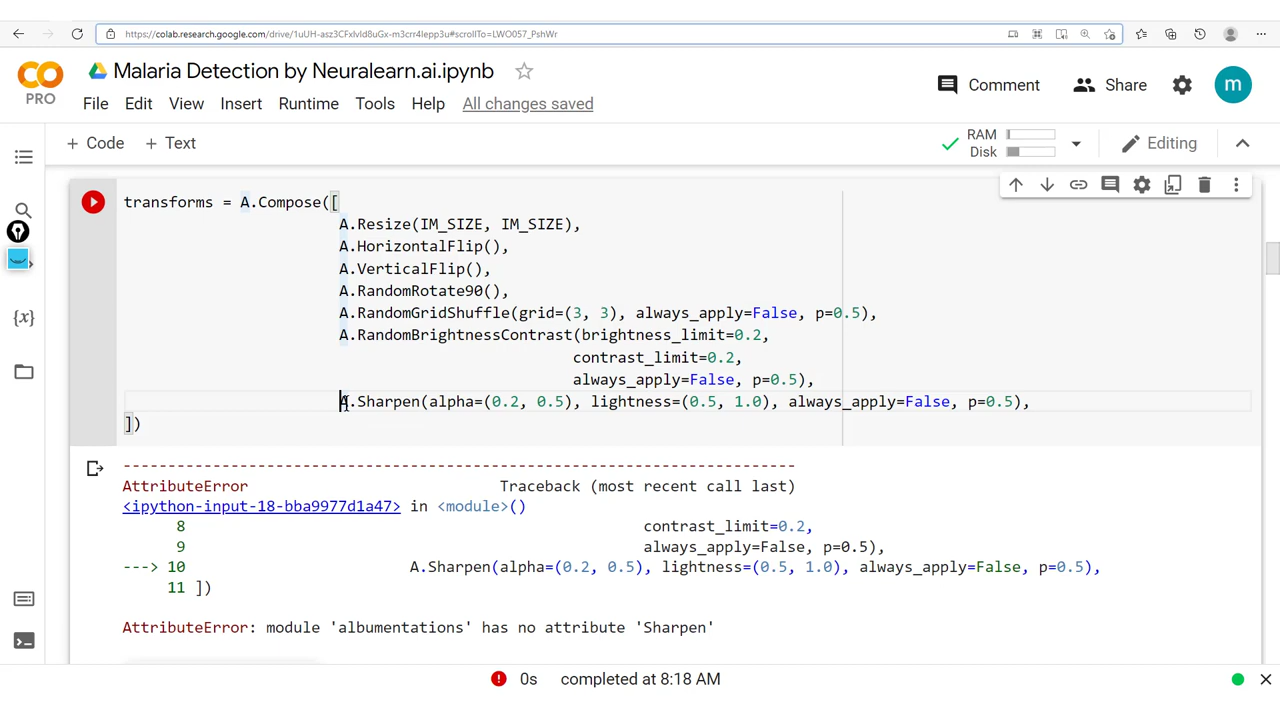 https://colab.research.google.com/drive/1uUH-asz3CFxlvld8uGx-m3crr4lepp3u#scrollTo=LWO057_PshWr
CO
PRO
Malaria Detection by Neuralearn.ai.ipynb
Comment
Share
m
File Edit View Insert Runtime Tools Help All changes saved
+ Code + Text
RAM
Disk
Editing
transforms = A.Compose([
A.Resize(IM_SIZE, IM_SIZE),
A.HorizontalFlip(),
A.VerticalFlip(),
A.RandomRotate90(),
A.RandomGridShuffle(grid=(3, 3), always_apply=False, p=0.5),
A.RandomBrightnessContrast(brightness_limit=0.2,
contrast_limit=0.2,
always_apply=False, p=0.5),
A.Sharpen(alpha=(0.2, 0.5), lightness=(0.5, 1.0), always_apply=False, p=0.5),
])
{x}
---------------------------------------------------------------------------
AttributeError Traceback (most recent call last)
<ipython-input-18-bba9977d1a47> in <module>()
8 contrast_limit=0.2,
9 always_apply=False, p=0.5),
---> 10 A.Sharpen(alpha=(0.2, 0.5), lightness=(0.5, 1.0), always_apply=False, p=0.5),
11 ])
AttributeError: module 'albumentations' has no attribute 'Sharpen'
0s completed at 8:18 AM